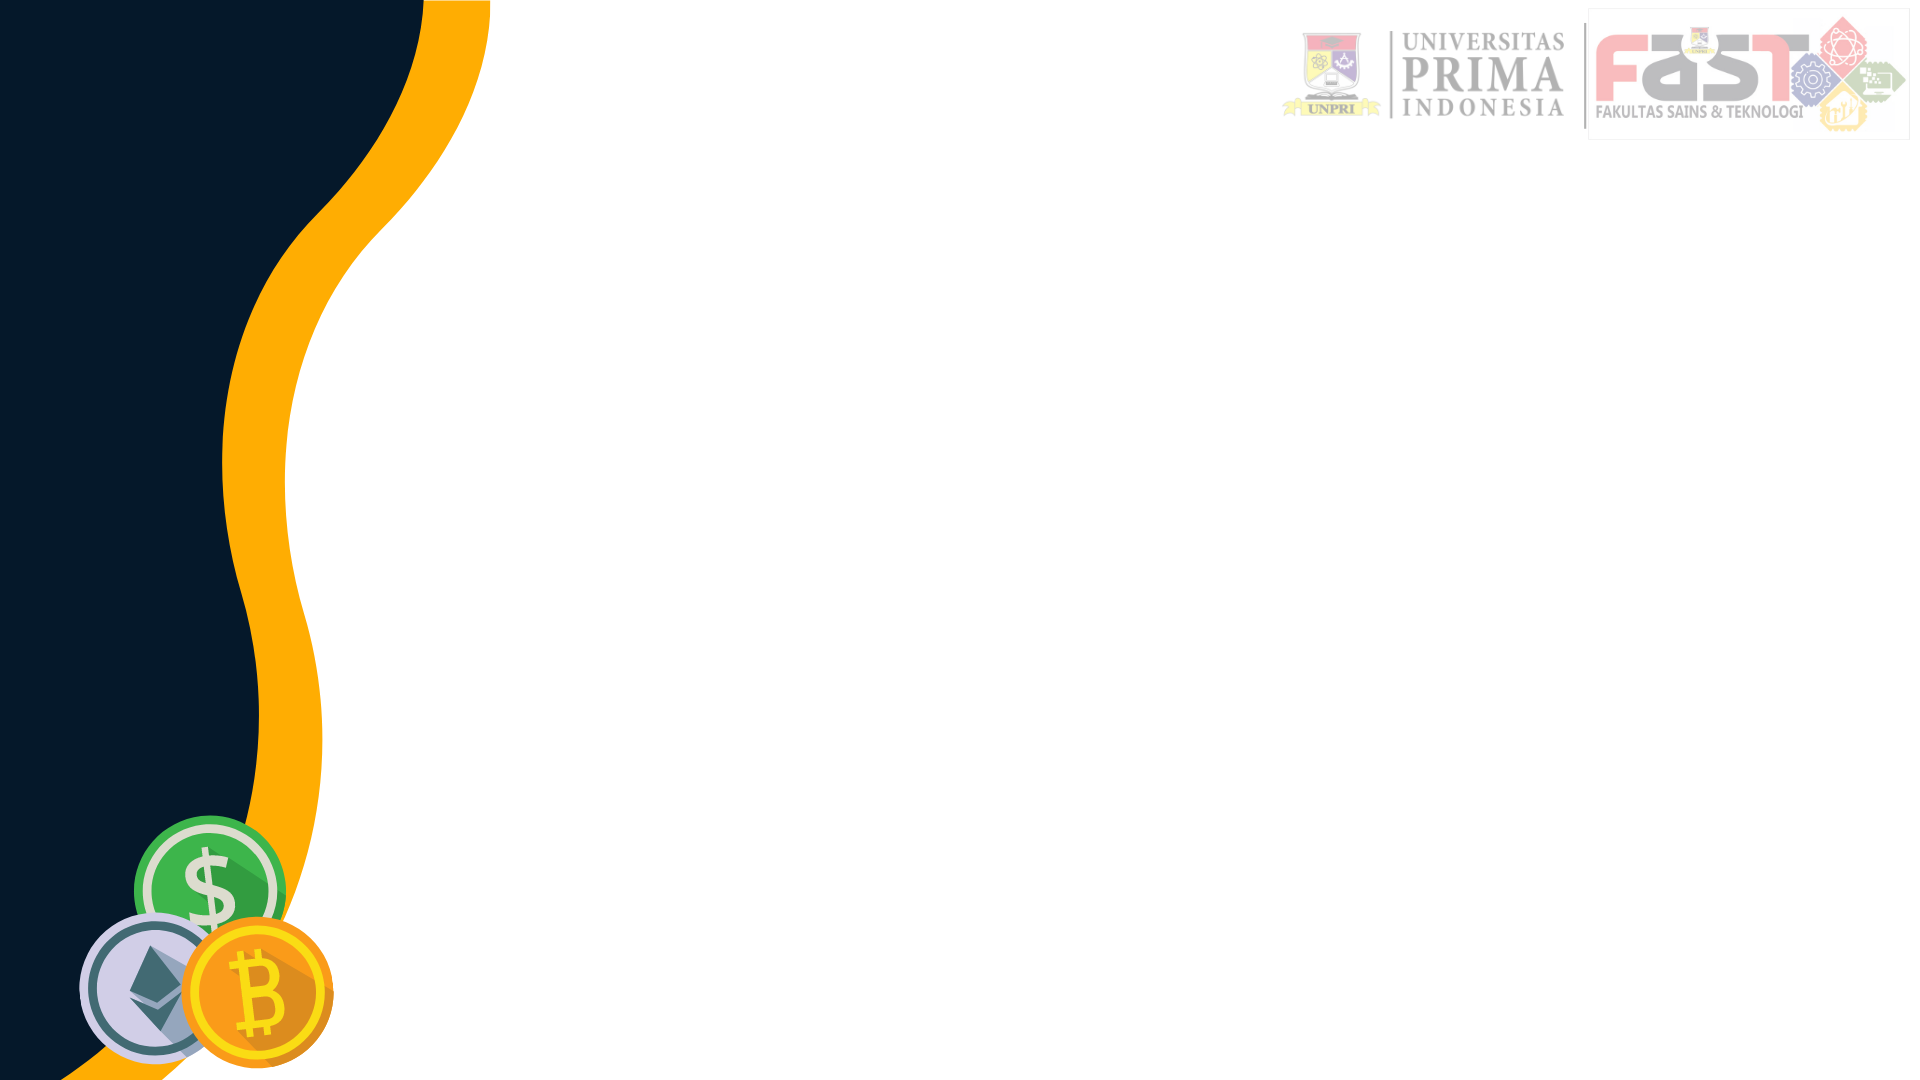 UNIVERSITAS
PRIMA
INDONESIA
UNPRI
FaST
FAKULTAS SAINS & TEKNOLOGI